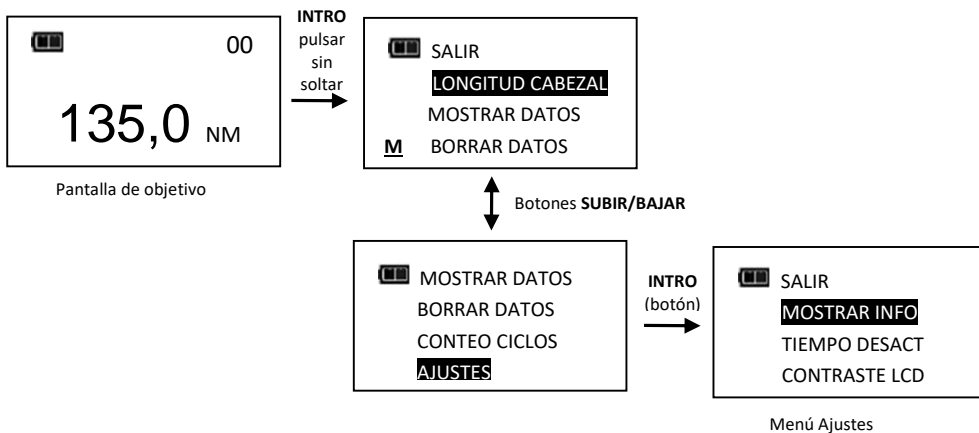 00
135,0 NM
Pantalla de objetivo
INTRO
pulsar
sin
soltar
SALIR
LONGITUD CABEZAL
MOSTRAR DATOS
M BORRAR DATOS
Botones SUBIR/BAJAR
MOSTRAR DATOS
BORRAR DATOS
CONTEO CICLOS
AJUSTES
INTRO
(botón)
SALIR
MOSTRAR INFO
TIEMPO DESACT
CONTRASTE LCD
Menú Ajustes